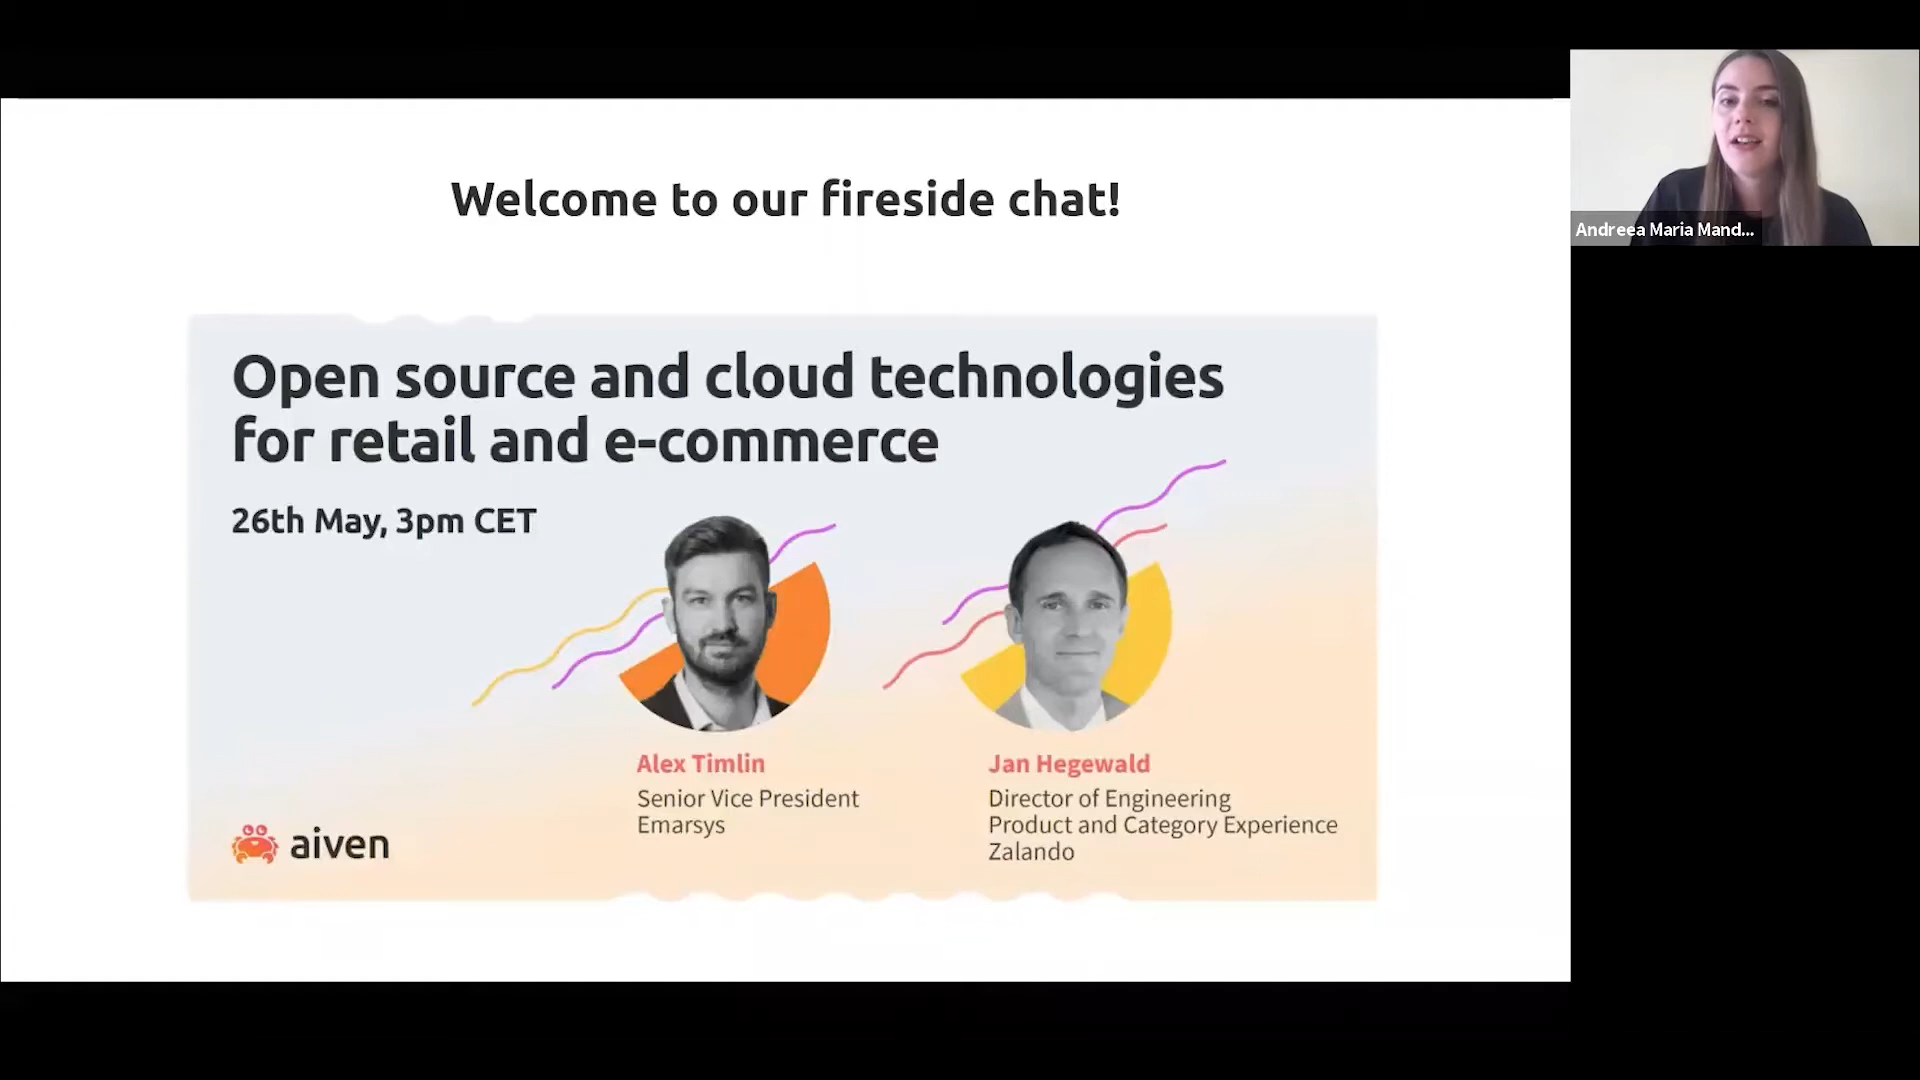 Welcome to our fireside chat!
Open source and cloud technologies
for retail and e-commerce
26th May, 3pm CET
Alex Timlin
Senior Vice President
Emarsys
Jan Hegewald
Director of Engineering
Product and Category Experience
Zalando
aiven
Andreea Maria Mand...